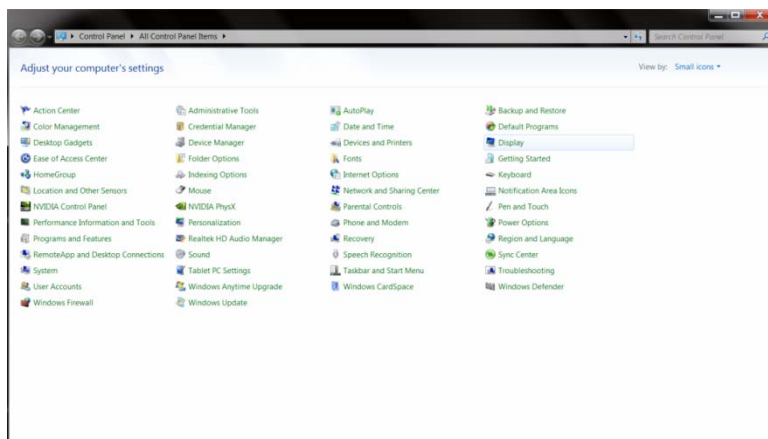 Control Panel ▸ All Control Panel Items ▸ Search Control Panel
Adjust your computer's settings View by: Small icons
Action Center Administrative Tools AutoPlay Backup and Restore
Color Management Credential Manager Date and Time Default Programs
Desktop Gadgets Device Manager Devices and Printers Display
Ease of Access Center Folder Options Fonts Getting Started
HomeGroup Indexing Options Internet Options Keyboard
Location and Other Sensors Mouse Network and Sharing Center Notification Area Icons
NVIDIA Control Panel NVIDIA PhysX Parental Controls Pen and Touch
Performance Information and Tools Personalization Phone and Modem Power Options
Programs and Features Realtek HD Audio Manager Recovery Region and Language
RemoteApp and Desktop Connections Sound Speech Recognition Sync Center
System Tablet PC Settings Taskbar and Start Menu Troubleshooting
User Accounts Windows Anytime Upgrade Windows CardSpace Windows Defender
Windows Firewall Windows Update